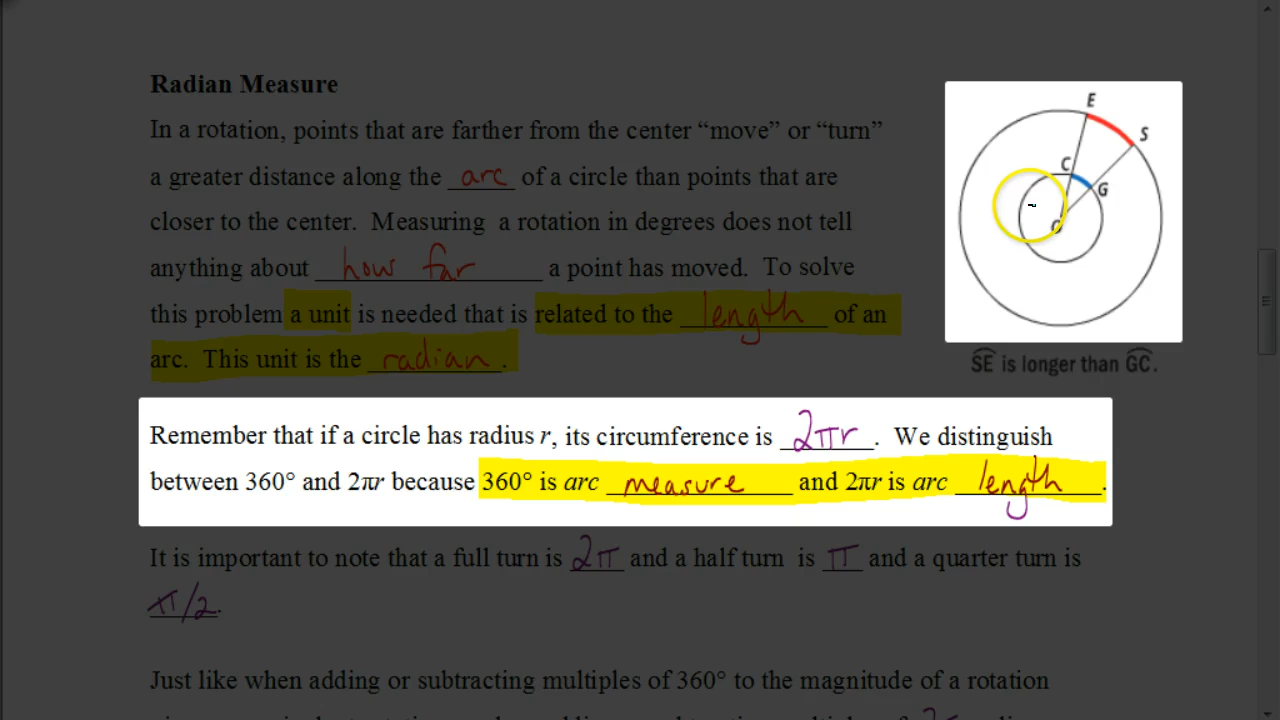 Radian Measure
In a rotation, points that are farther from the center “move” or “turn”
a greater distance along the arc of a circle than points that are
closer to the center. Measuring a rotation in degrees does not tell
anything about how far a point has moved. To solve
this problem a unit is needed that is related to the length of an
arc. This unit is the radian.
E
S
C
G
O
SE is longer than GC.
Remember that if a circle has radius r, its circumference is 2πr. We distinguish
between 360° and 2πr because 360° is arc measure and 2πr is arc length.
It is important to note that a full turn is 2π and a half turn is π and a quarter turn is
π/2.
Just like when adding or subtracting multiples of 360° to the magnitude of a rotation